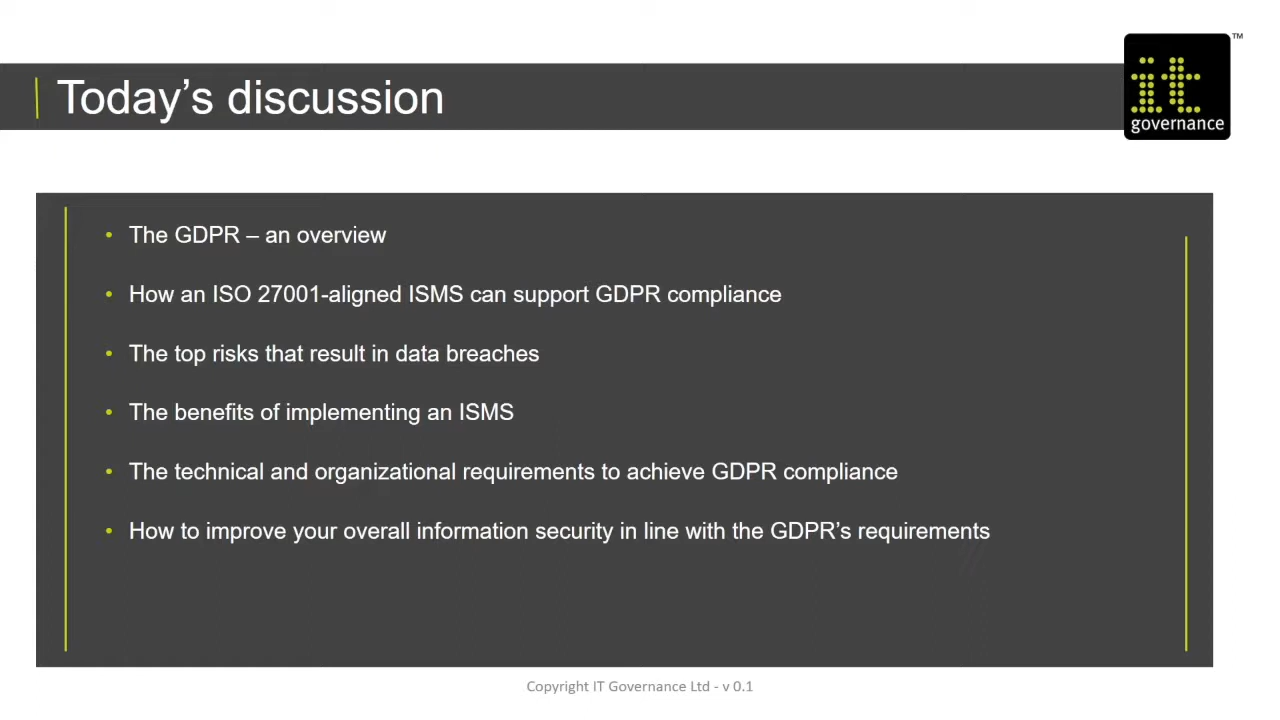 Today’s discussion
it
governance
TM
• The GDPR – an overview
• How an ISO 27001-aligned ISMS can support GDPR compliance
• The top risks that result in data breaches
• The benefits of implementing an ISMS
• The technical and organizational requirements to achieve GDPR compliance
• How to improve your overall information security in line with the GDPR’s requirements
Copyright IT Governance Ltd - v 0.1